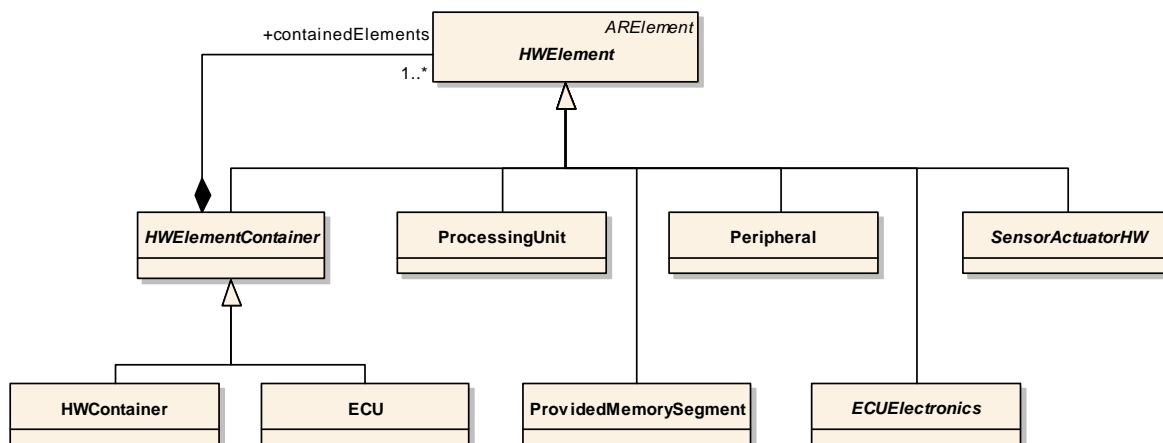 ARElement
HWElement
+containedElements
1..*
HWElementContainer
ProcessingUnit
Peripheral
SensorActuatorHW
HWContainer
ECU
ProvidedMemorySegment
ECUElectronics